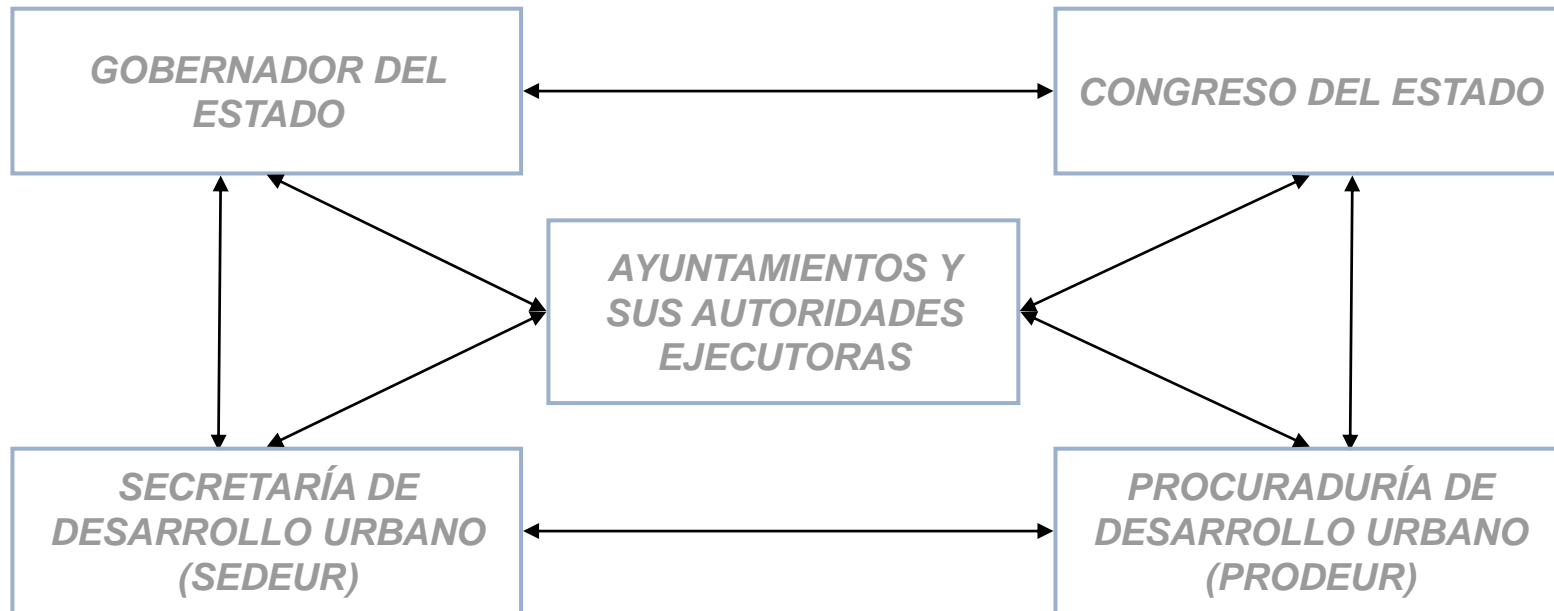 GOBERNADOR DEL
ESTADO
CONGRESO DEL ESTADO
AYUNTAMIENTOS Y
SUS AUTORIDADES
EJECUTORAS
SECRETARÍA DE
DESARROLLO URBANO
(SEDEUR)
PROCURADURÍA DE
DESARROLLO URBANO
(PRODEUR)